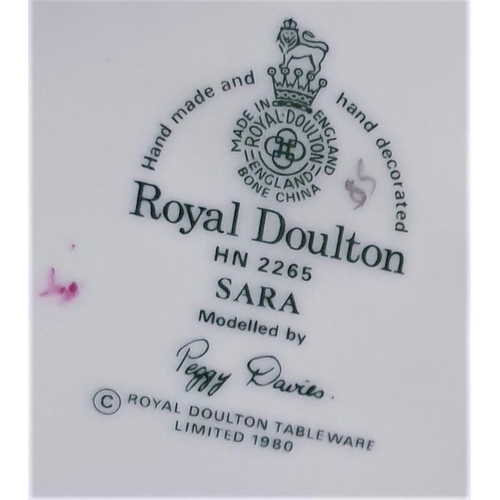 Hand made and hand decorated
MADE IN ENGLAND
ROYAL·DOULTON
ENGLAND
BONE CHINA
Royal Doulton
HN 2265
SARA
Modelled by
Peggy Davies.
© ROYAL DOULTON TABLEWARE
LIMITED 1980